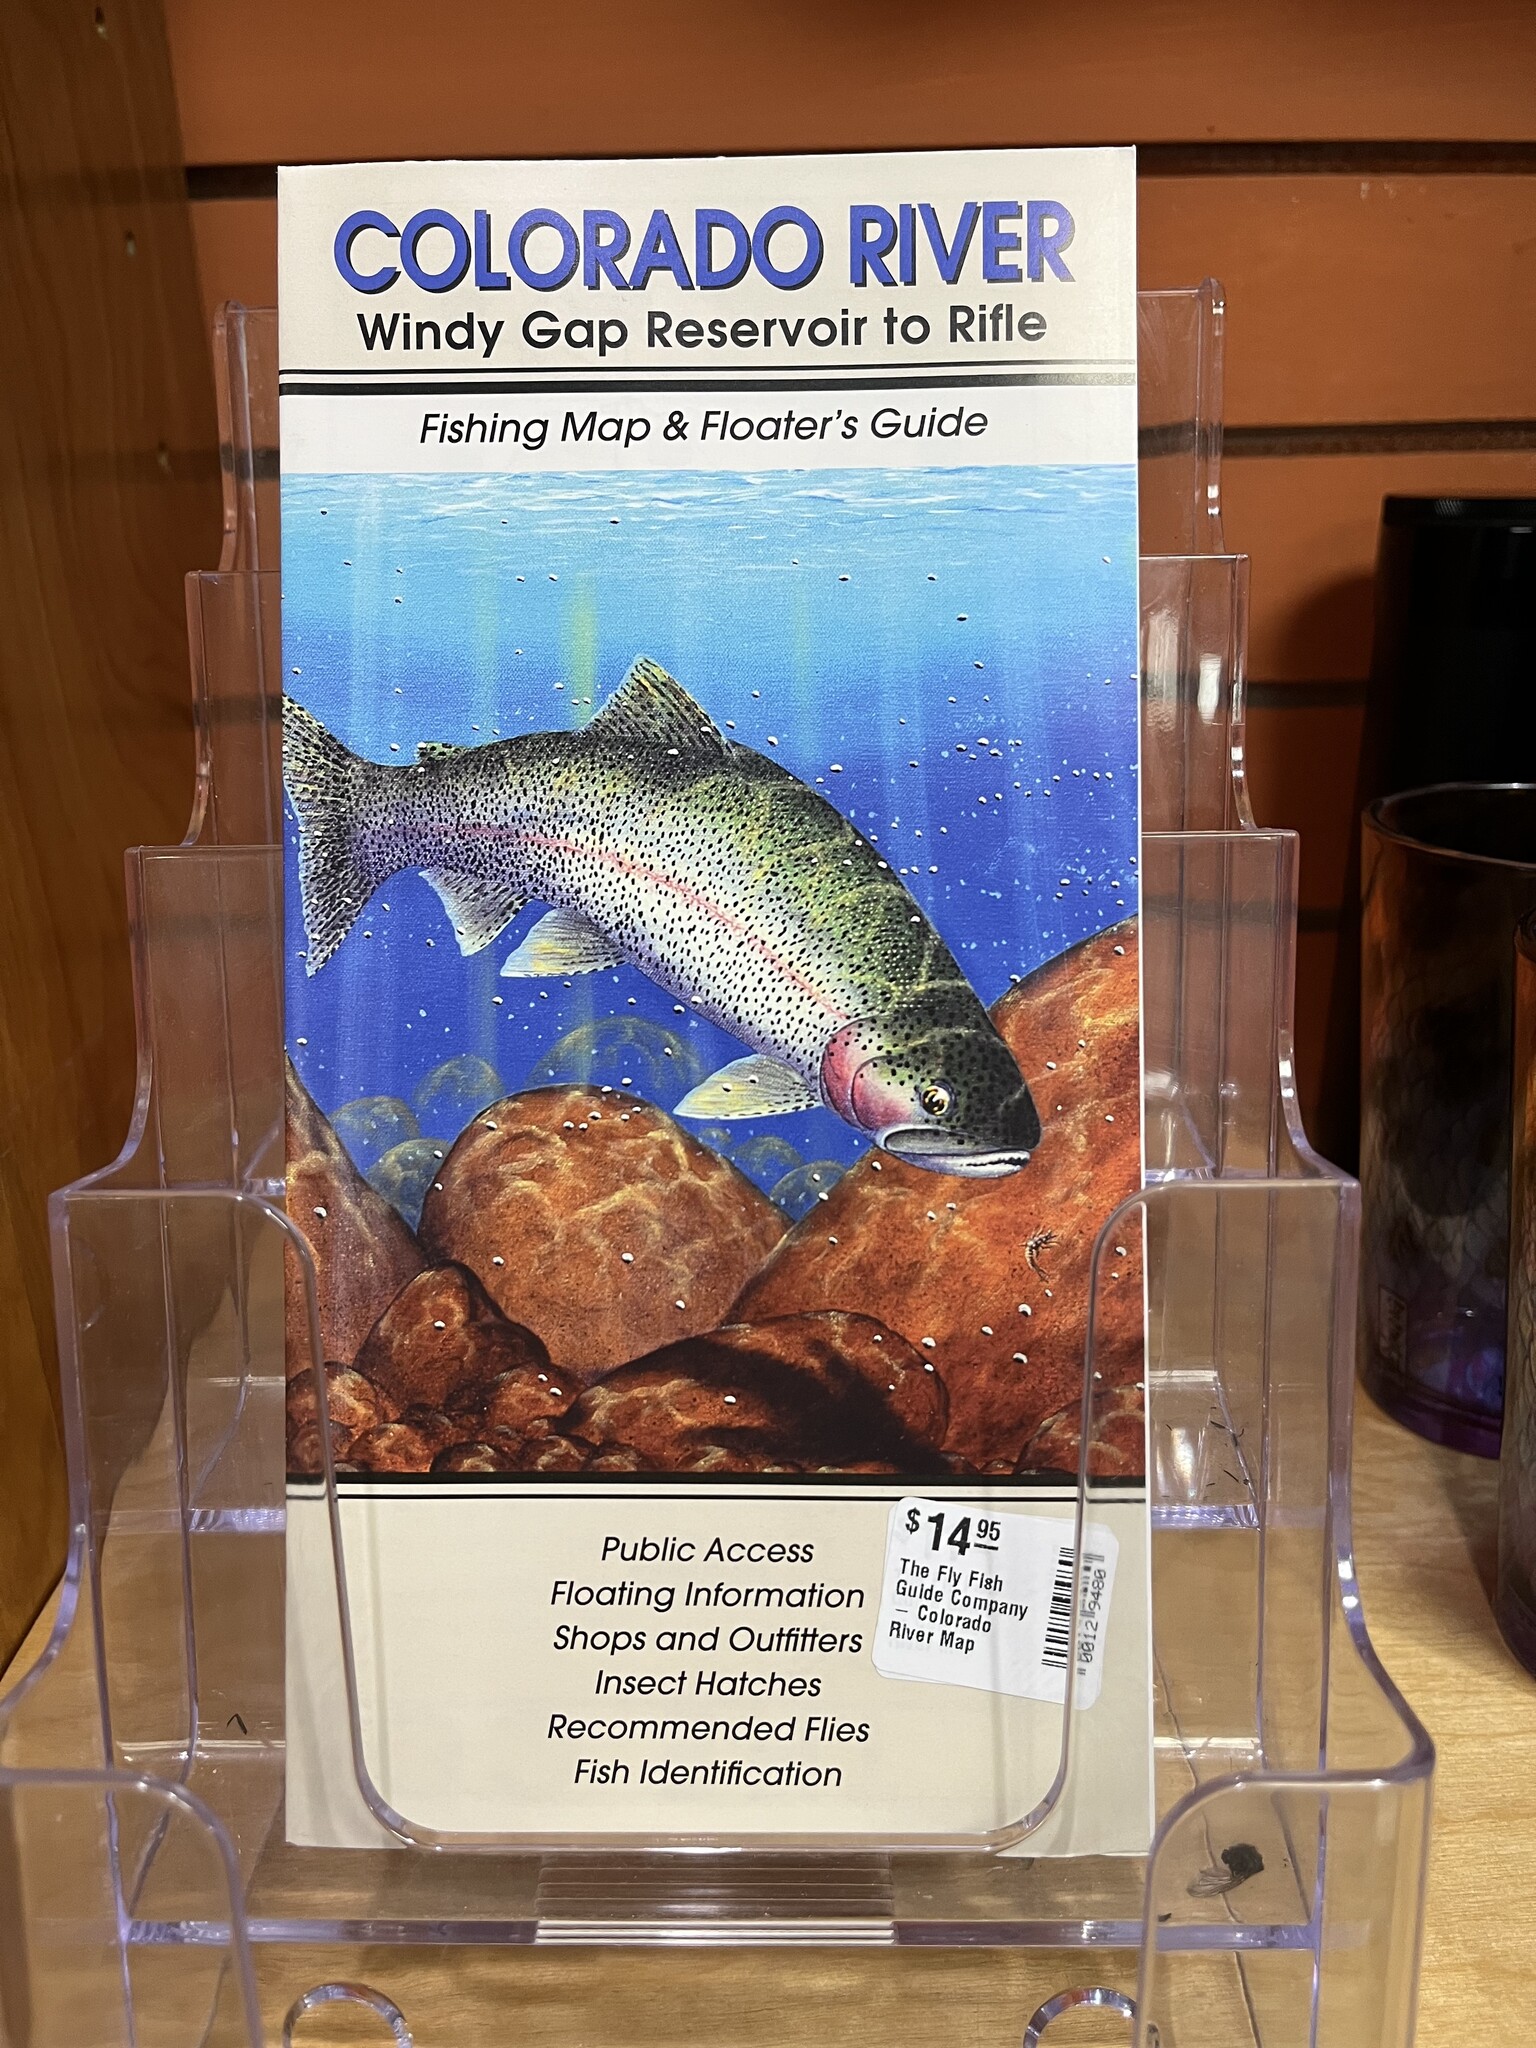 COLORADO RIVER
Windy Gap Reservoir to Rifle
Fishing Map & Floater's Guide
Public Access
Floating Information
Shops and Outfitters
Insect Hatches
Recommended Flies
Fish Identification
$14.95
The Fly Fish
Guide Company
– Colorado
River Map